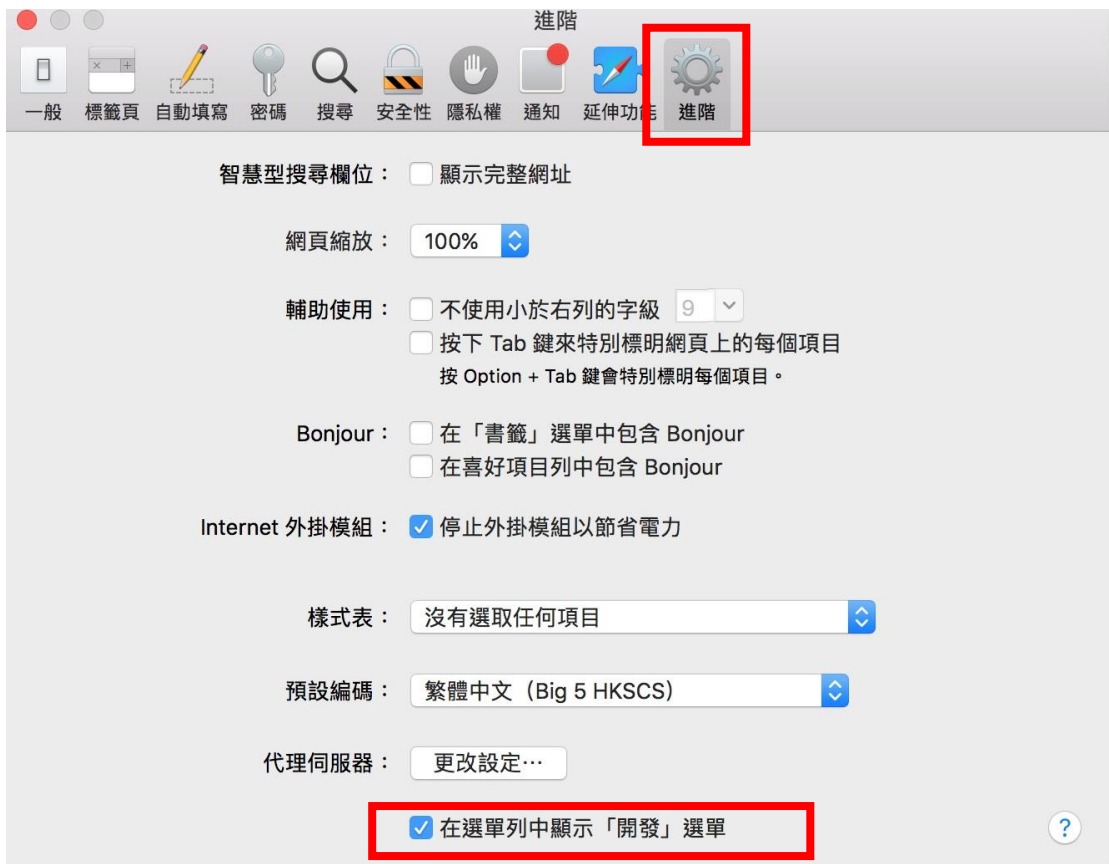 進階
一般 標籤頁 自動填寫 密碼 搜尋 安全性 隱私權 通知 延伸功能 進階
智慧型搜尋欄位： 顯示完整網址
網頁縮放： 100%
輔助使用： 不使用小於右列的字級 9
按下 Tab 鍵來特別標明網頁上的每個項目
按 Option + Tab 鍵會特別標明每個項目。
Bonjour： 在「書籤」選單中包含 Bonjour
在喜好項目列中包含 Bonjour
Internet 外掛模組： 停止外掛模組以節省電力
樣式表： 沒有選取任何項目
預設編碼： 繁體中文（Big 5 HKSCS）
代理伺服器： 更改設定⋯
在選單列中顯示「開發」選單 ?